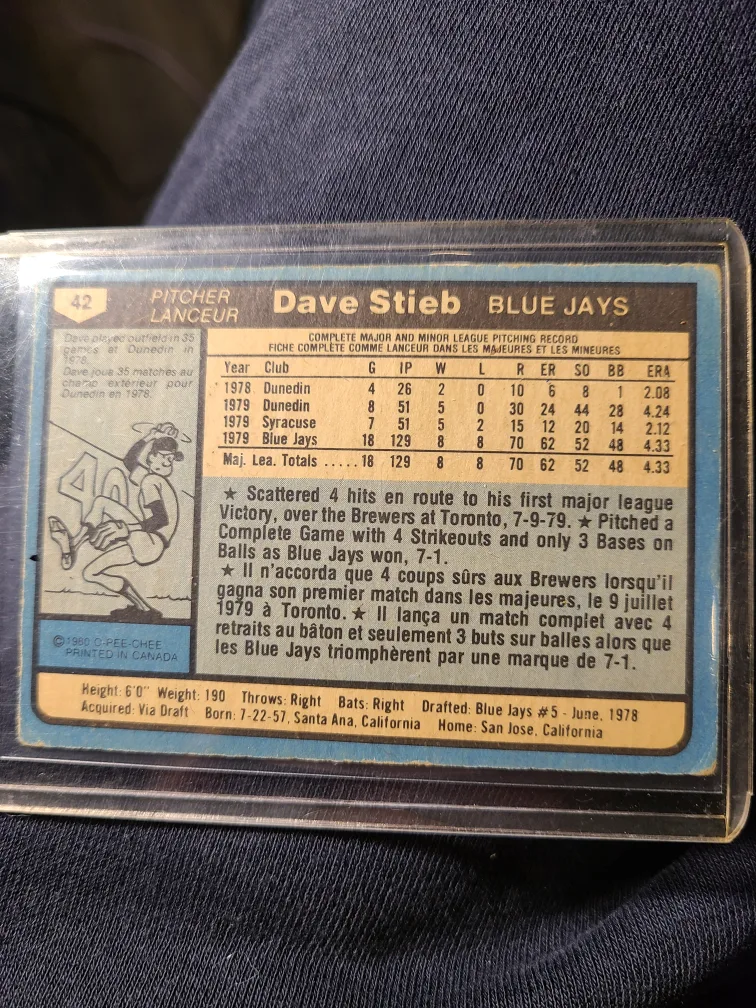 42 PITCHER Dave Stieb BLUE JAYS
LANCEUR
Dave played outfield in 35
games at Dunedin in
1978.
Dave joua 35 matchés au
champ extérieur pour
Dunedin en 1978.
40
© 1980 O-PEE-CHEE
PRINTED IN CANADA
COMPLETE MAJOR AND MINOR LEAGUE PITCHING RECORD
FICHE COMPLÈTE COMME LANCEUR DANS LES MAJEURES ET LES MINEURES
Year Club G IP W L R ER SO BB ERA
1978 Dunedin 4 26 2 0 10 6 8 1 2.08
1979 Dunedin 8 51 5 0 30 24 44 28 4.24
1979 Syracuse 7 51 5 2 15 12 20 14 2.12
1979 Blue Jays 18 129 8 8 70 62 52 48 4.33
Maj. Lea. Totals .....18 129 8 8 70 62 52 48 4.33
★ Scattered 4 hits en route to his first major league
Victory, over the Brewers at Toronto, 7-9-79. ★ Pitched a
Complete Game with 4 Strikeouts and only 3 Bases on
Balls as Blue Jays won, 7-1.
★ Il n'accorda que 4 coups sûrs aux Brewers lorsqu'il
gagna son premier match dans les majeures, le 9 juillet
1979 à Toronto. ★ Il lança un match complet avec 4
retraits au bâton et seulement 3 buts sur balles alors que
les Blue Jays triomphèrent par une marque de 7-1.
Height: 6'0" Weight: 190 Throws: Right Bats: Right Drafted: Blue Jays #5 - June, 1978
Acquired: Via Draft Born: 7-22-57, Santa Ana, California Home: San Jose, California